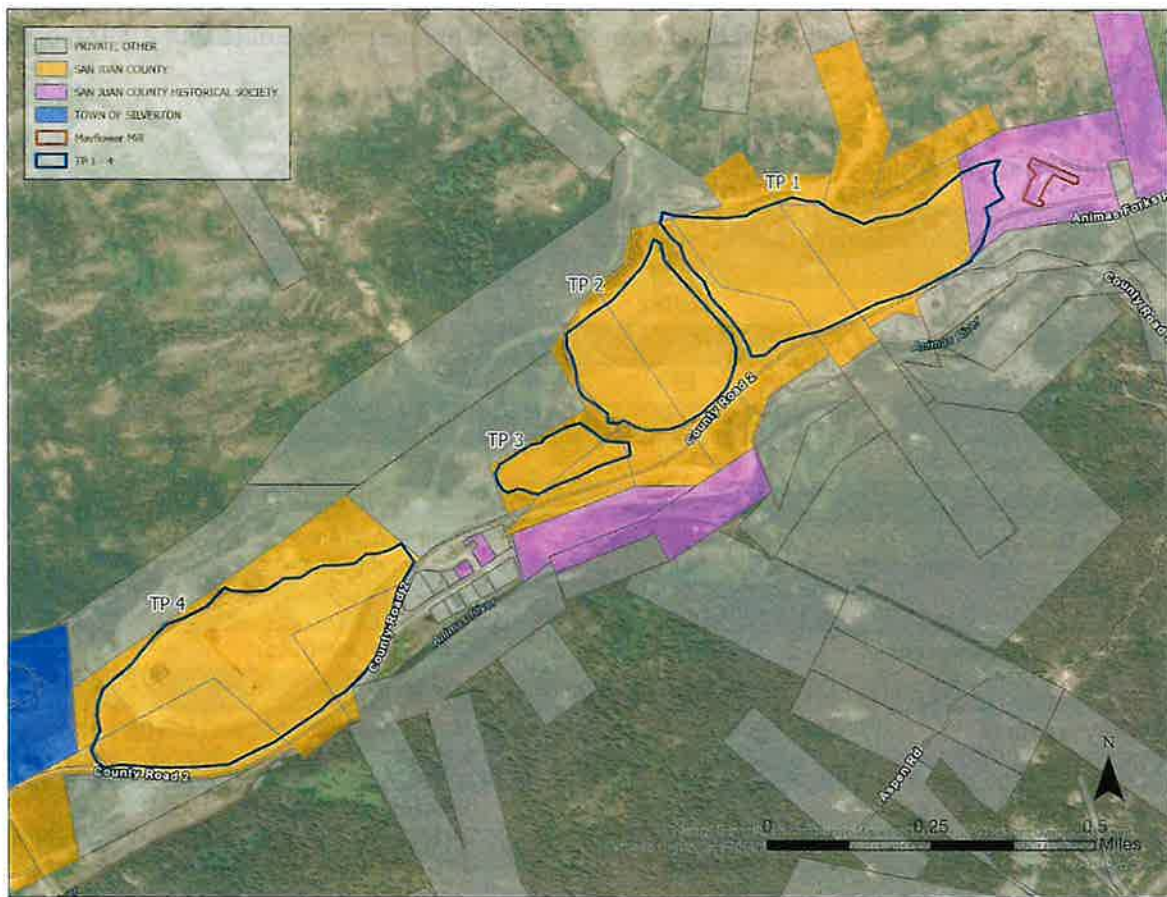 PRIVATE, OTHER
SAN JUAN COUNTY
SAN JUAN COUNTY HISTORICAL SOCIETY
TOWN OF SILVERTON
Mayflower Mill
TP 1 - 4
TP 1
Animas Forks
County Road
TP 2
Animas River
County Road 2
TP 3
TP 4
County Road 2
Animas River
County Road 2
Aspen Rd
N
0 0.25 0.5
Miles